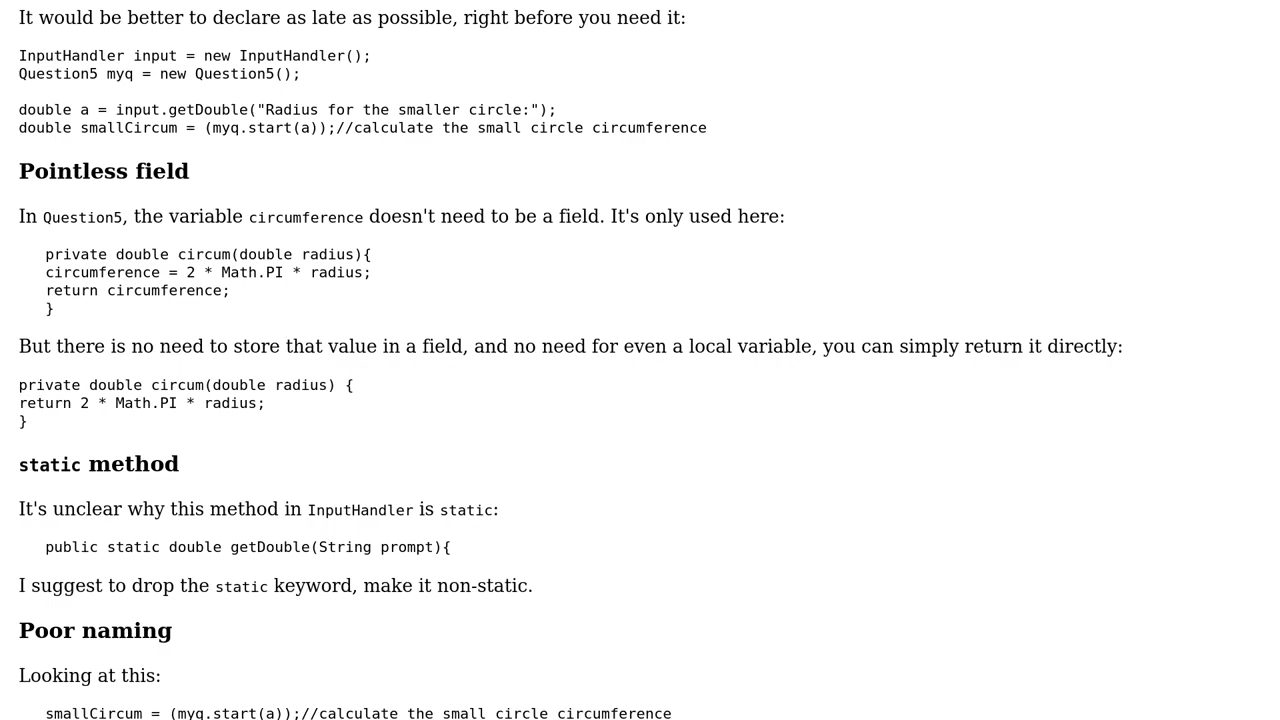 It would be better to declare as late as possible, right before you need it:
InputHandler input = new InputHandler();
Question5 myq = new Question5();
double a = input.getDouble("Radius for the smaller circle:");
double smallCircum = (myq.start(a));//calculate the small circle circumference
Pointless field
In Question5, the variable circumference doesn't need to be a field. It's only used here:
private double circum(double radius){
circumference = 2 * Math.PI * radius;
return circumference;
}
But there is no need to store that value in a field, and no need for even a local variable, you can simply return it directly:
private double circum(double radius) {
return 2 * Math.PI * radius;
}
static method
It's unclear why this method in InputHandler is static:
public static double getDouble(String prompt){
I suggest to drop the static keyword, make it non-static.
Poor naming
Looking at this:
smallCircum = (myq.start(a));//calculate the small circle circumference